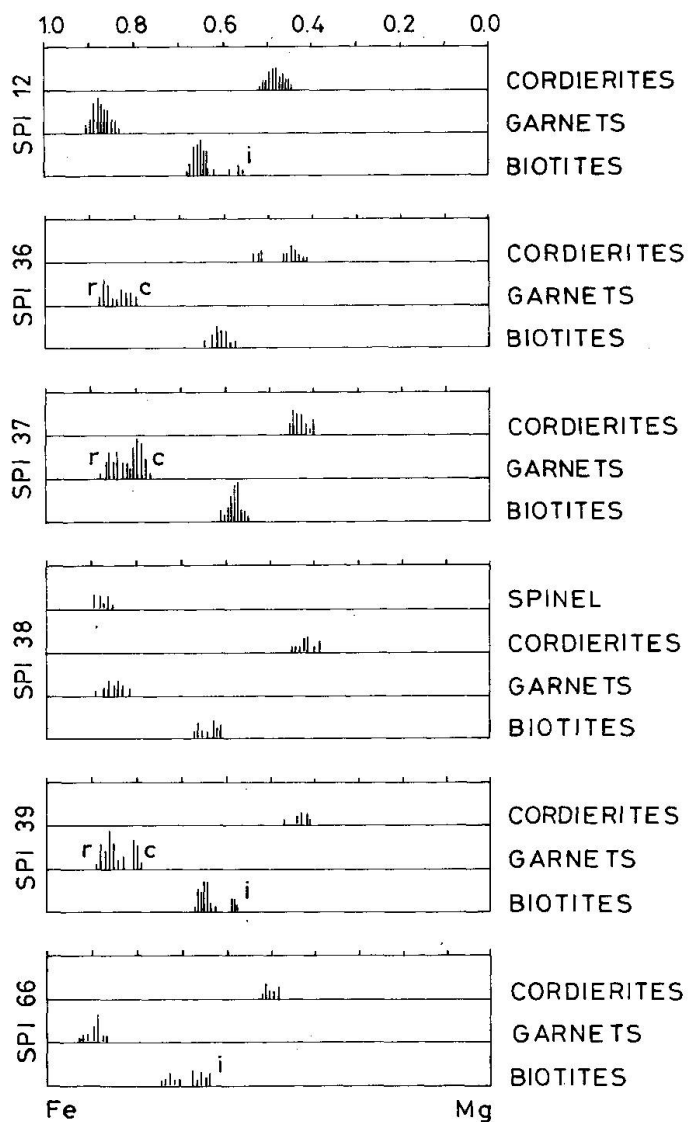 1.0 0.8 0.6 0.4 0.2 0.0
SPI 12
CORDIERITES
GARNETS
i BIOTITES
SPI 36
CORDIERITES
r c GARNETS
BIOTITES
SPI 37
CORDIERITES
r c GARNETS
BIOTITES
SPI 38
SPINEL
CORDIERITES
GARNETS
BIOTITES
SPI 39
CORDIERITES
r c GARNETS
i BIOTITES
SPI 66
CORDIERITES
GARNETS
i BIOTITES
Fe Mg